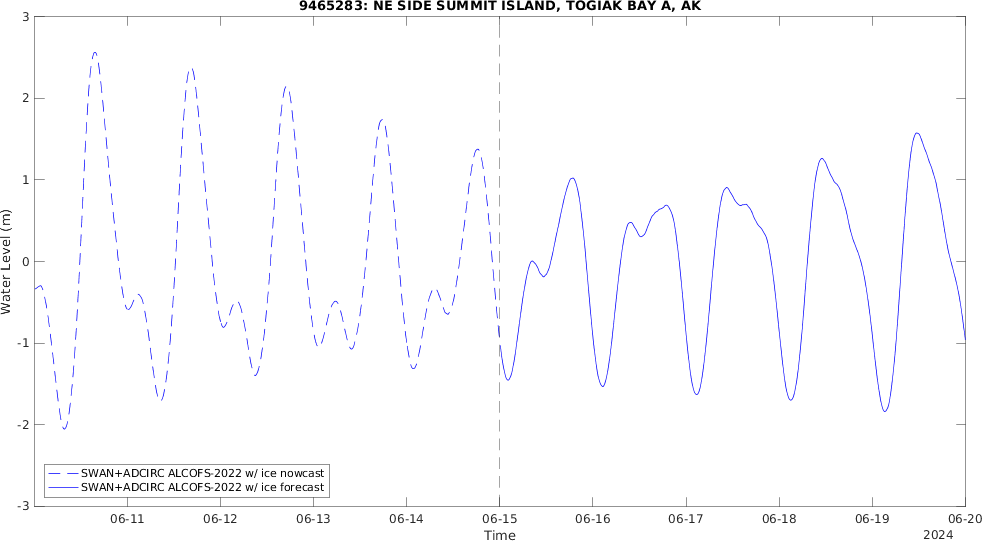 9465283: NE SIDE SUMMIT ISLAND, TOGIAK BAY A, AK
3
2
1
0
-1
-2
-3
Water Level (m)
SWAN+ADCIRC ALCOFS-2022 w/ ice nowcast
SWAN+ADCIRC ALCOFS-2022 w/ ice forecast
06-11 06-12 06-13 06-14 06-15 06-16 06-17 06-18 06-19 06-20
Time
2024